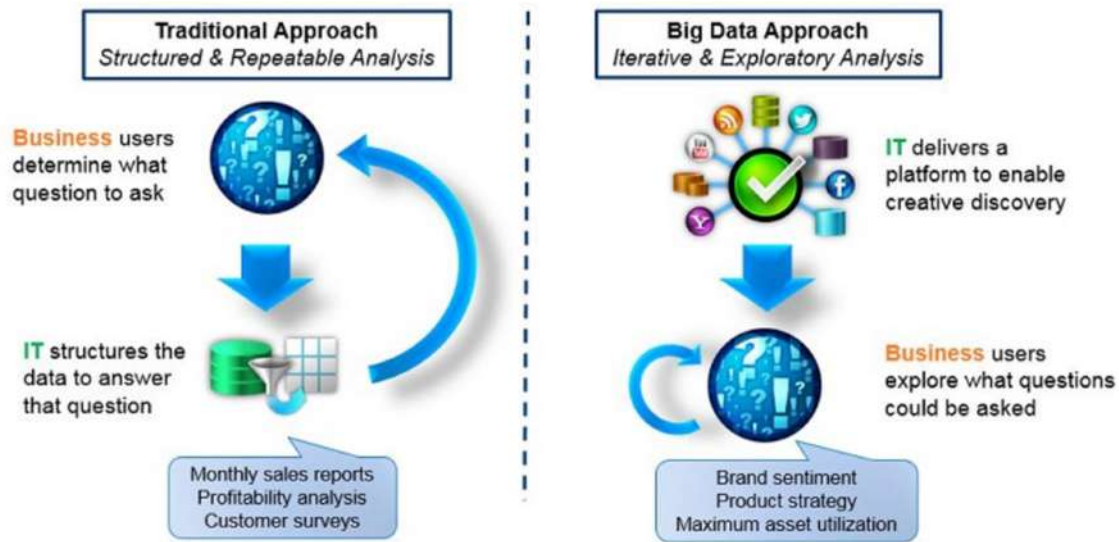 Traditional Approach
Structured & Repeatable Analysis
Business users
determine what
question to ask
IT structures the
data to answer
that question
Monthly sales reports
Profitability analysis
Customer surveys
Big Data Approach
Iterative & Exploratory Analysis
You
Tube
Y
f
IT delivers a
platform to enable
creative discovery
Business users
explore what questions
could be asked
Brand sentiment
Product strategy
Maximum asset utilization